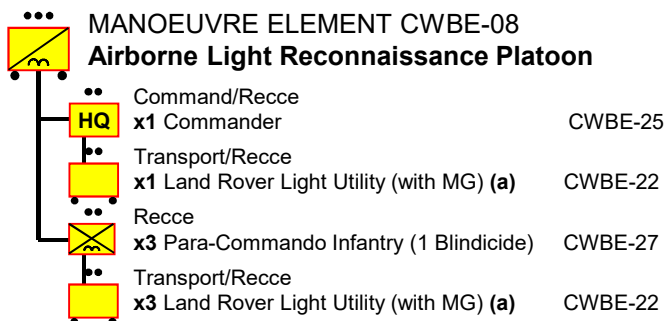 MANOEUVRE ELEMENT CWBE-08
Airborne Light Reconnaissance Platoon
Command/Recce
HQ x1 Commander CWBE-25
Transport/Recce
x1 Land Rover Light Utility (with MG) (a) CWBE-22
Recce
x3 Para-Commando Infantry (1 Blindicide) CWBE-27
Transport/Recce
x3 Land Rover Light Utility (with MG) (a) CWBE-22